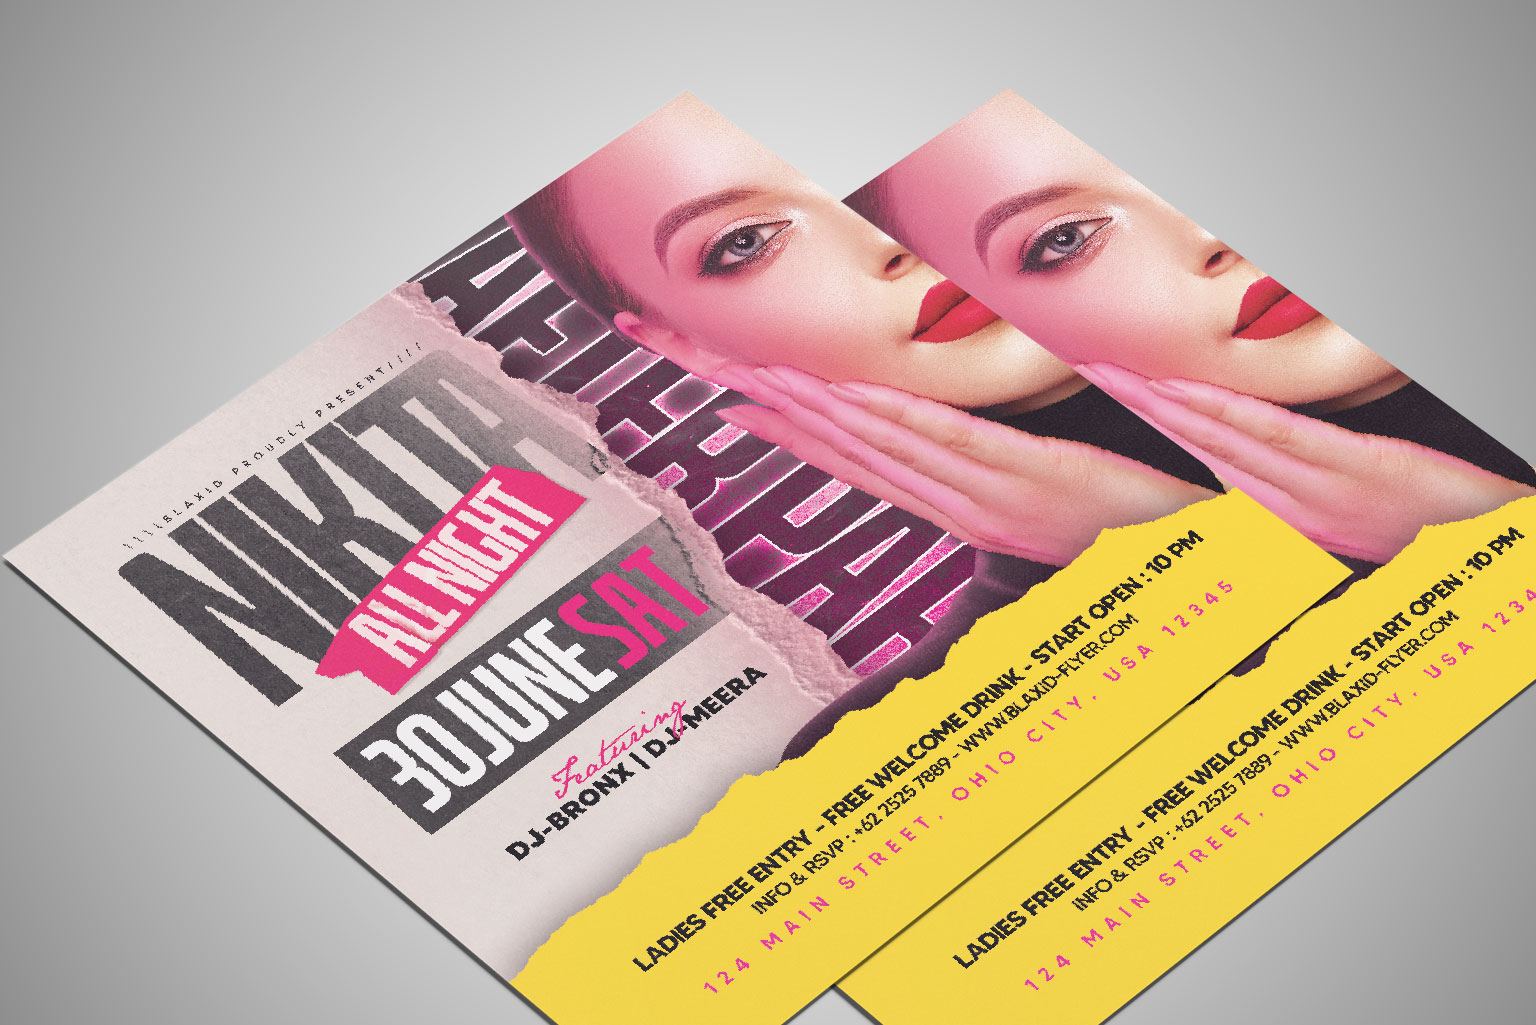 \\\\BLAXID PROUDLY PRESENT////
NIKITA
ALL NIGHT
30 JUNE SAT
Featuring
DJ-BRONX | DJ-MEERA
AFTER
LADIES FREE ENTRY - FREE WELCOME DRINK - START OPEN : 10 PM
INFO & RSVP : +62 2525 7889 - WWW.BLAXID-FLYER.COM
124 MAIN STREET, OHIO CITY, USA 12345
LADIES FREE ENTRY - FREE WELCOME DRINK - START OPEN : 10 PM
INFO & RSVP : +62 2525 7889 - WWW.BLAXID-FLYER.COM
124 MAIN STREET, OHIO CITY, USA 1234